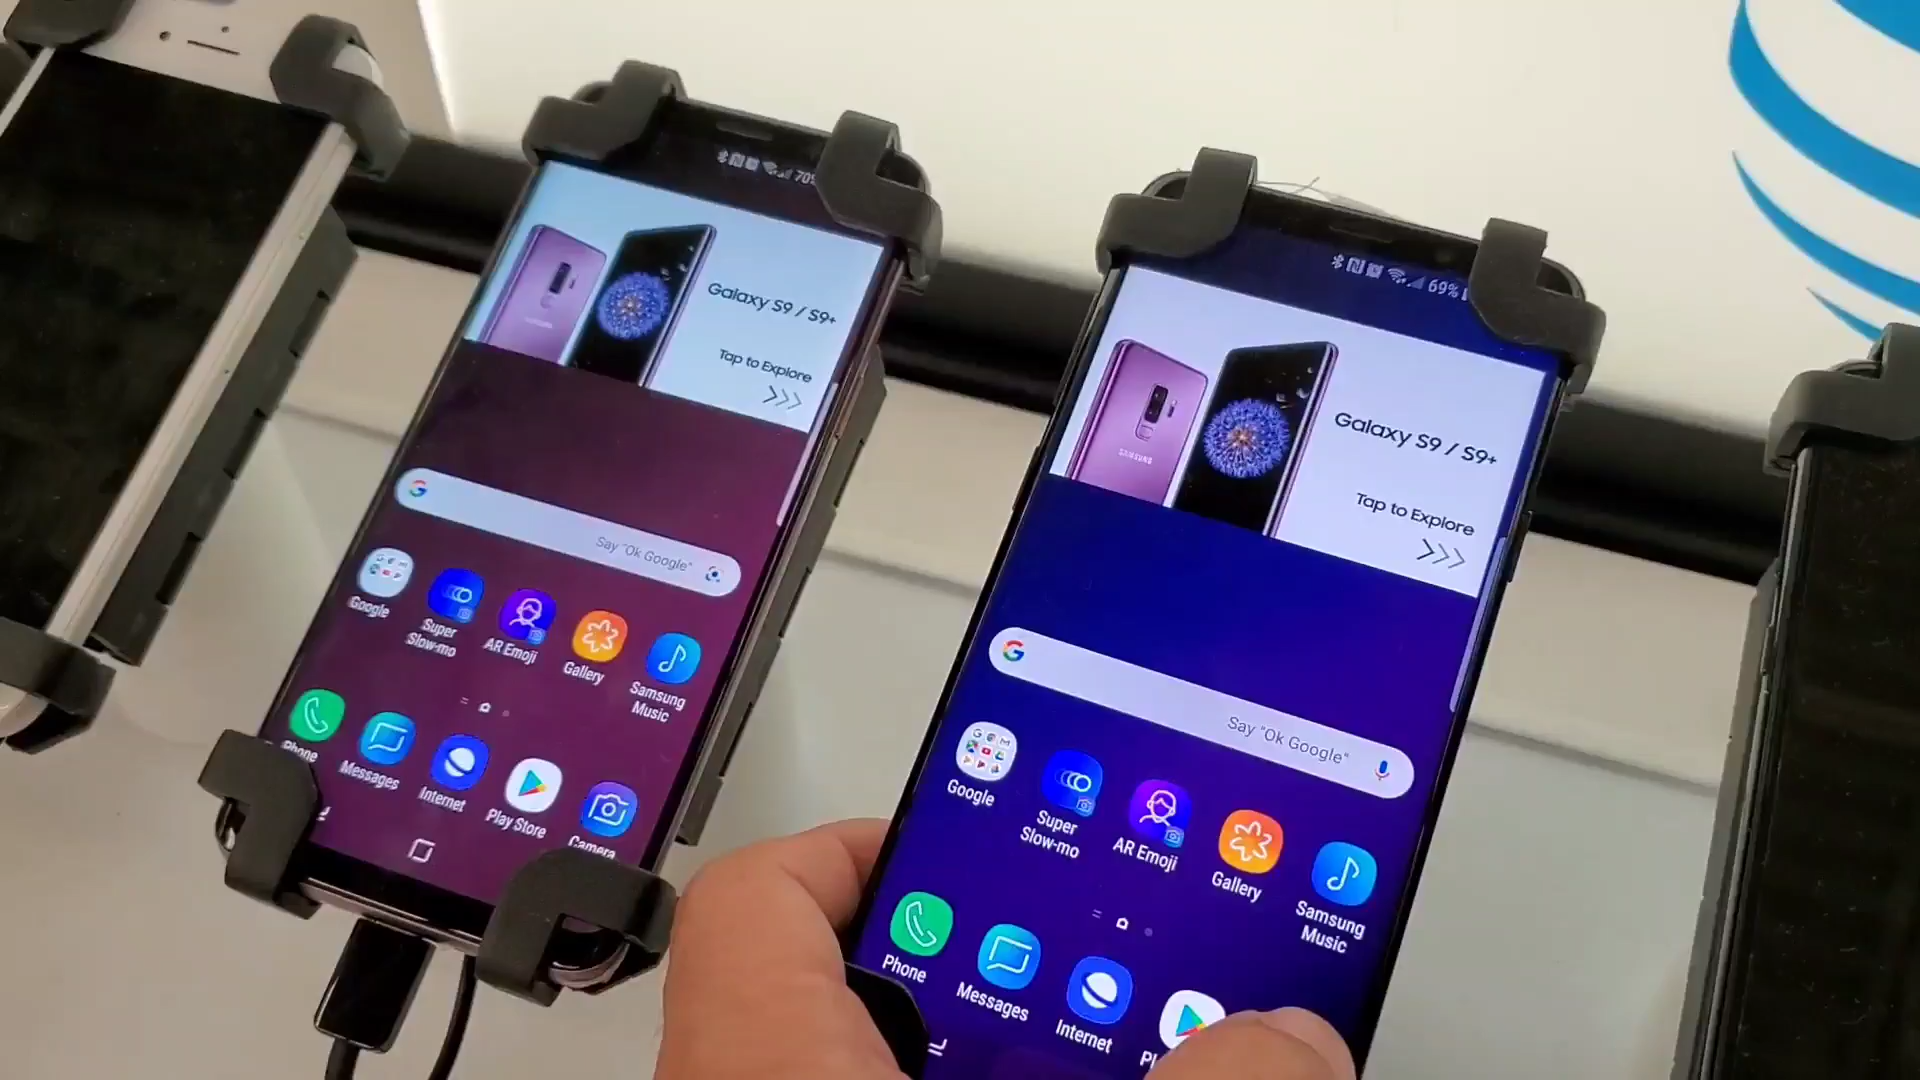 70%
Galaxy S9 / S9+
Tap to Explore
Say "Ok Google"
Google
Super
Slow-mo
AR Emoji
Gallery
Samsung
Music
Phone
Messages
Internet
Play Store
Camera
69%
Galaxy S9 / S9+
Tap to Explore
SAMSUNG
Say "Ok Google"
Google
Super
Slow-mo
AR Emoji
Gallery
Samsung
Music
Phone
Messages
Internet
Pl